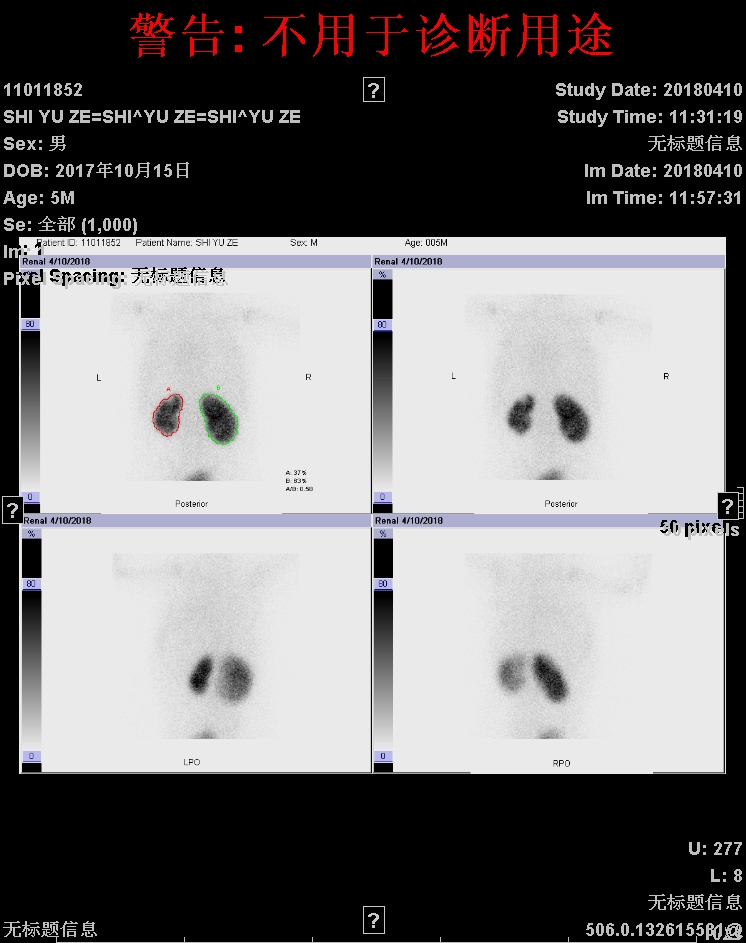 警告: 不用于诊断用途
11011852
?
Study Date: 20180410
SHI YU ZE=SHI^YU ZE=SHI^YU ZE
Study Time: 11:31:19
Sex: 男
无标题信息
DOB: 2017年10月15日
Im Date: 20180410
Age: 5M
Im Time: 11:57:31
Se: 全部 (1,000)
Im: 1
Patient ID: 11011852 Patient Name: SHI YU ZE Sex: M Age: 005M
Renal 4/10/2018
Renal 4/10/2018
Pixel Spacing: 无标题信息
%
80
80
L
R
L
R
A
B
A: 37%
B: 63%
A/B: 0.58
0
0
Posterior
Posterior
?
?
Renal 4/10/2018
Renal 4/10/2018
50 pixels
%
%
80
80
0
0
LPO
RPO
U: 277
L: 8
无标题信息
无标题信息
?